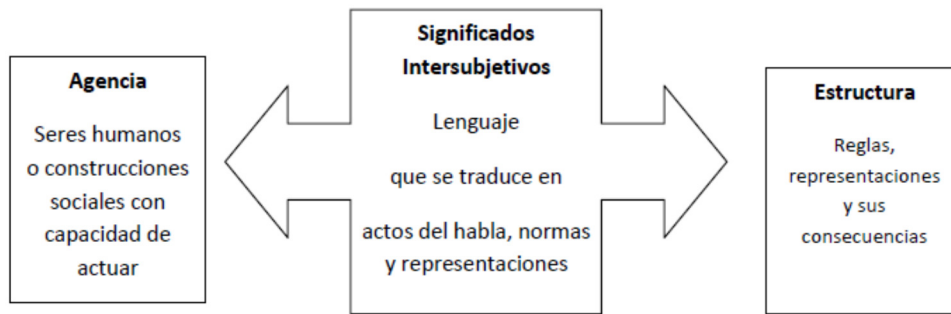 Agencia
Seres humanos
o construcciones
sociales con
capacidad de
actuar
Significados
Intersubjetivos
Lenguaje
que se traduce en
actos del habla, normas
y representaciones
Estructura
Reglas,
representaciones
y sus
consecuencias